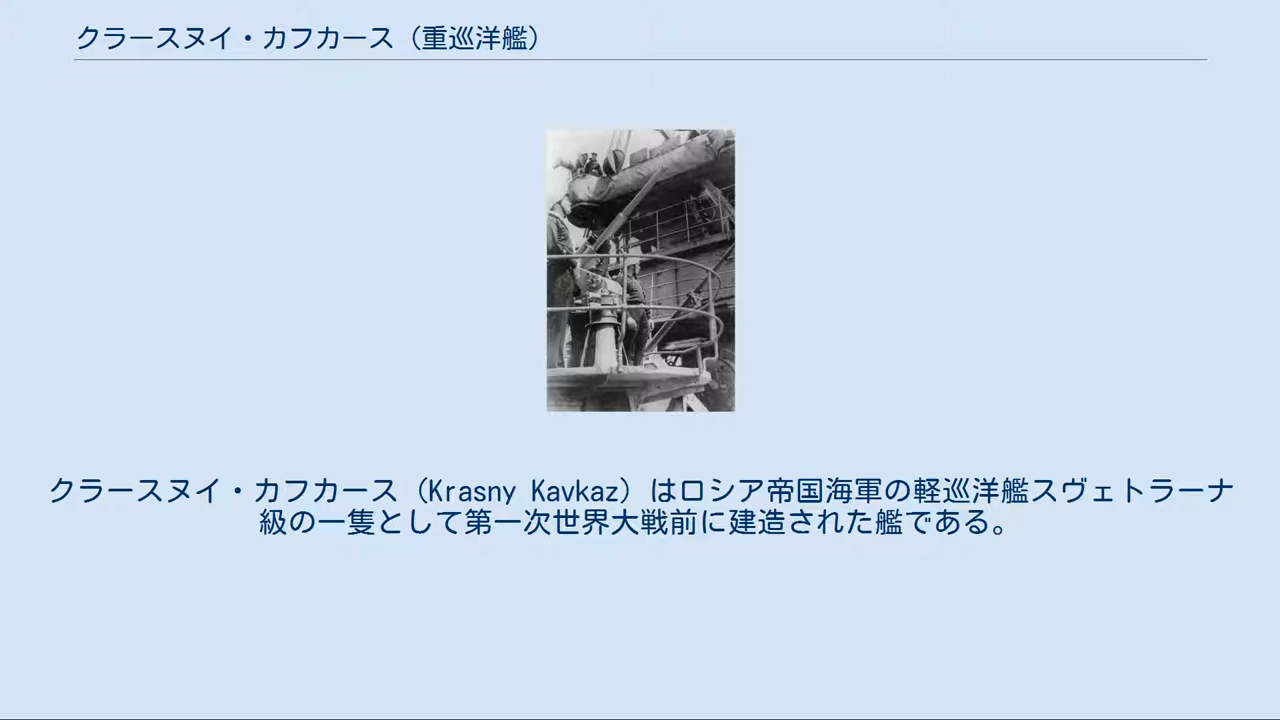 クラースヌイ・カフカース（重巡洋艦）
クラースヌイ・カフカース（Krasny Kavkaz）はロシア帝国海軍の軽巡洋艦スヴェトラーナ
級の一隻として第一次世界大戦前に建造された艦である。